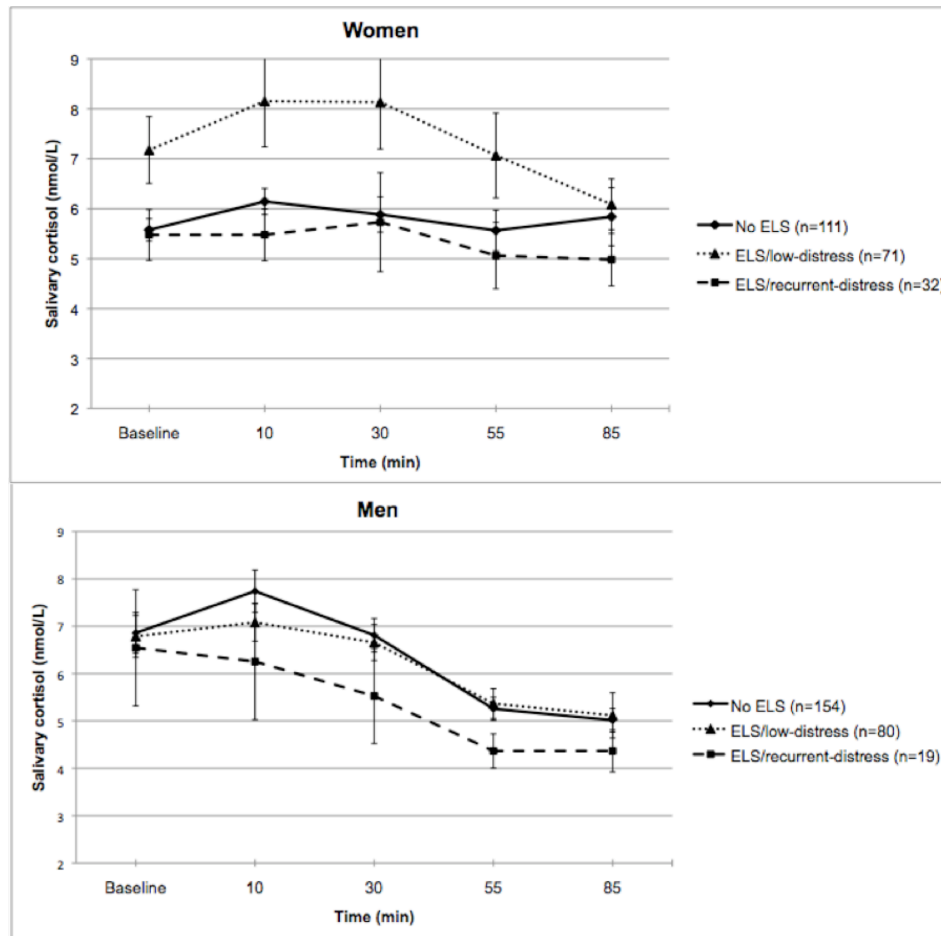 Women
9
8
7
6
5
4
3
2
Salivary cortisol (nmol/L)
Baseline 10 30 55 85
Time (min)
No ELS (n=111)
ELS/low-distress (n=71)
ELS/recurrent-distress (n=32)
Men
9
8
7
6
5
4
3
2
Salivary cortisol (nmol/L)
Baseline 10 30 55 85
Time (min)
No ELS (n=154)
ELS/low-distress (n=80)
ELS/recurrent-distress (n=19)